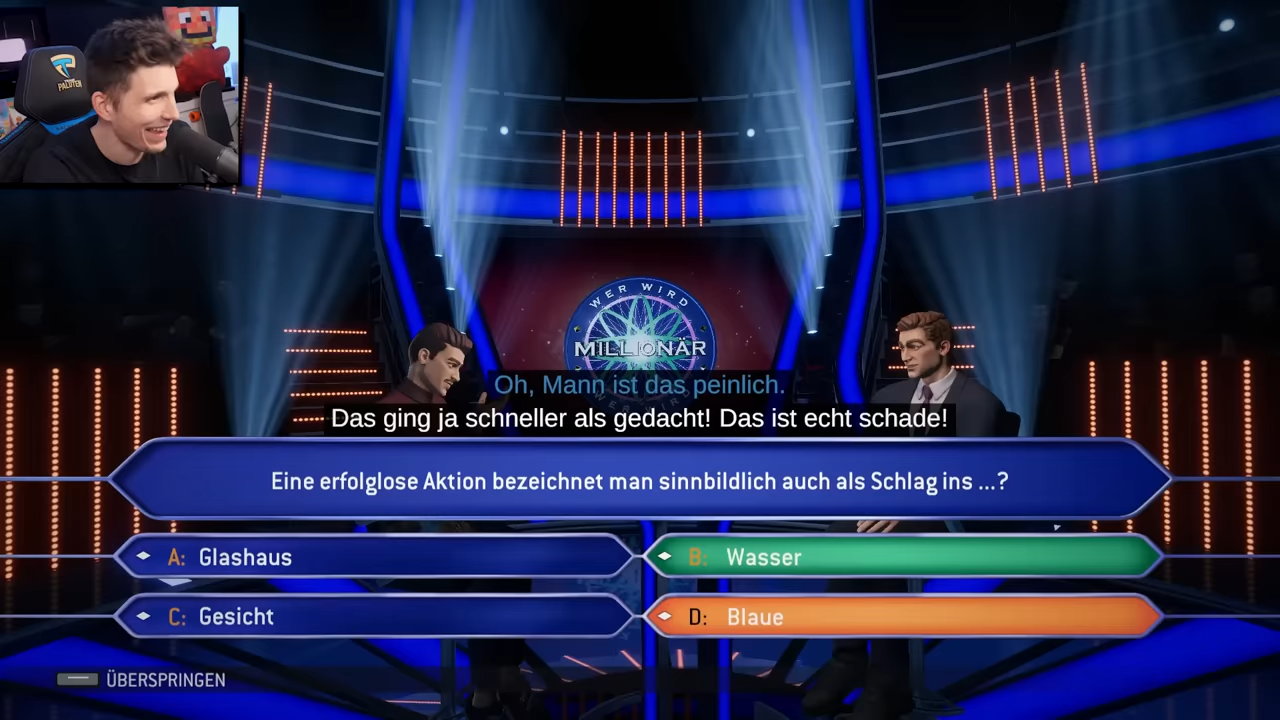 PALUTEN
WER WIRD
MILLIONÄR
Oh, Mann ist das peinlich.
Das ging ja schneller als gedacht! Das ist echt schade!
Eine erfolglose Aktion bezeichnet man sinnbildlich auch als Schlag ins ...?
A: Glashaus
B: Wasser
C: Gesicht
D: Blaue
ÜBERSPRINGEN